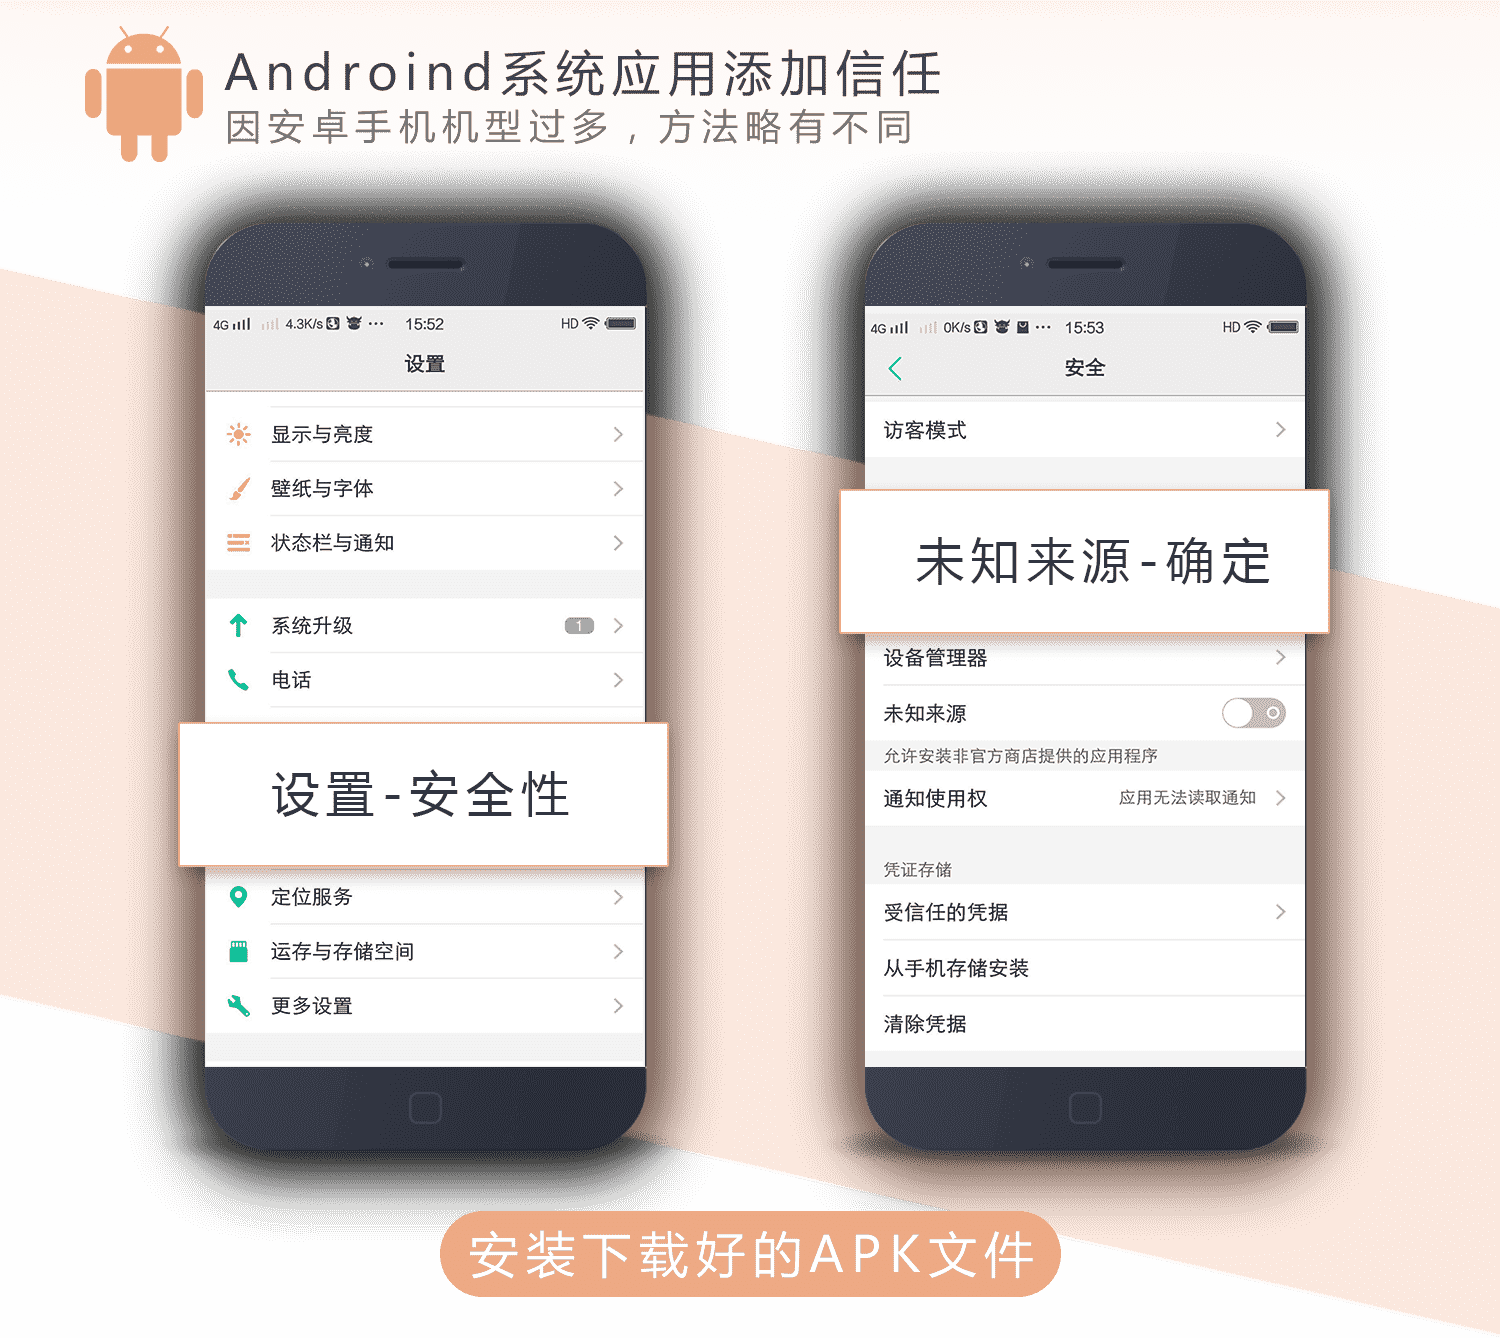 Androind系统应用添加信任
因安卓手机机型过多，方法略有不同
4G 4.3K/s 15:52 HD
设置
显示与亮度
壁纸与字体
状态栏与通知
系统升级 1
电话
设置-安全性
定位服务
运存与存储空间
更多设置
4G 0K/s 15:53 HD
安全
访客模式
未知来源-确定
设备管理器
未知来源
允许安装非官方商店提供的应用程序
通知使用权 应用无法读取通知
凭证存储
受信任的凭据
从手机存储安装
清除凭据
安装下载好的APK文件